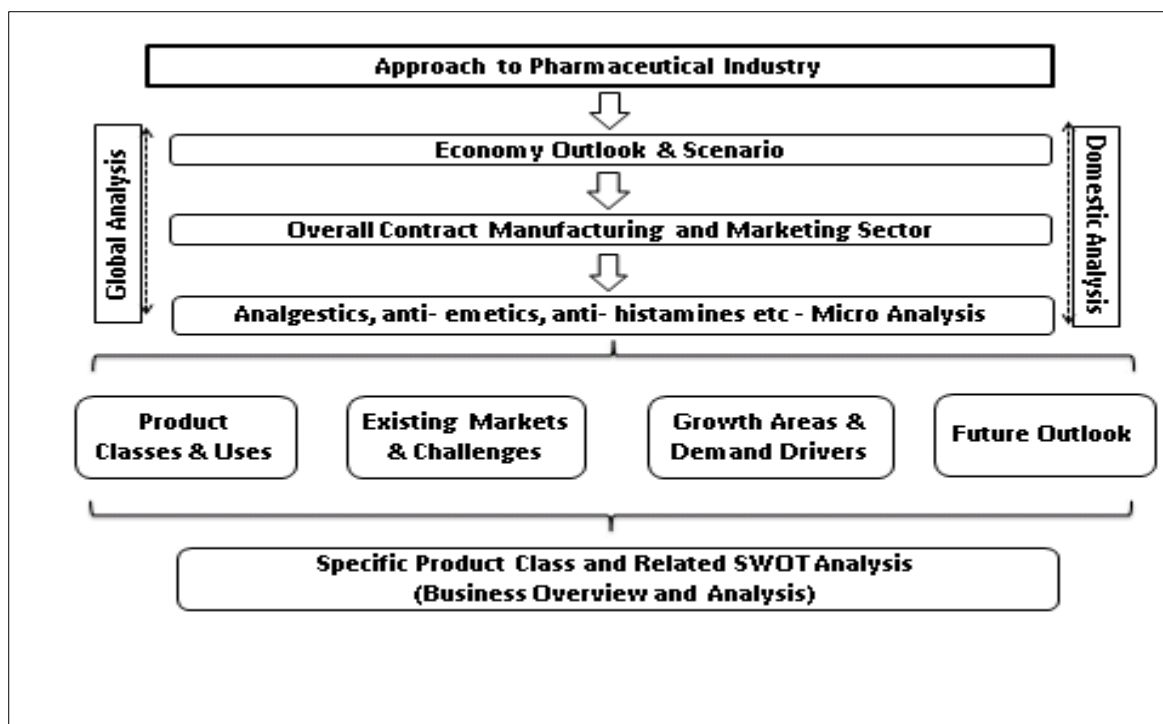 Approach to Pharmaceutical Industry
Global Analysis
Domestic Analysis
Economy Outlook & Scenario
Overall Contract Manufacturing and Marketing Sector
Analgestics, anti- emetics, anti- histamines etc - Micro Analysis
Product
Classes & Uses
Existing Markets
& Challenges
Growth Areas &
Demand Drivers
Future Outlook
Specific Product Class and Related SWOT Analysis
(Business Overview and Analysis)